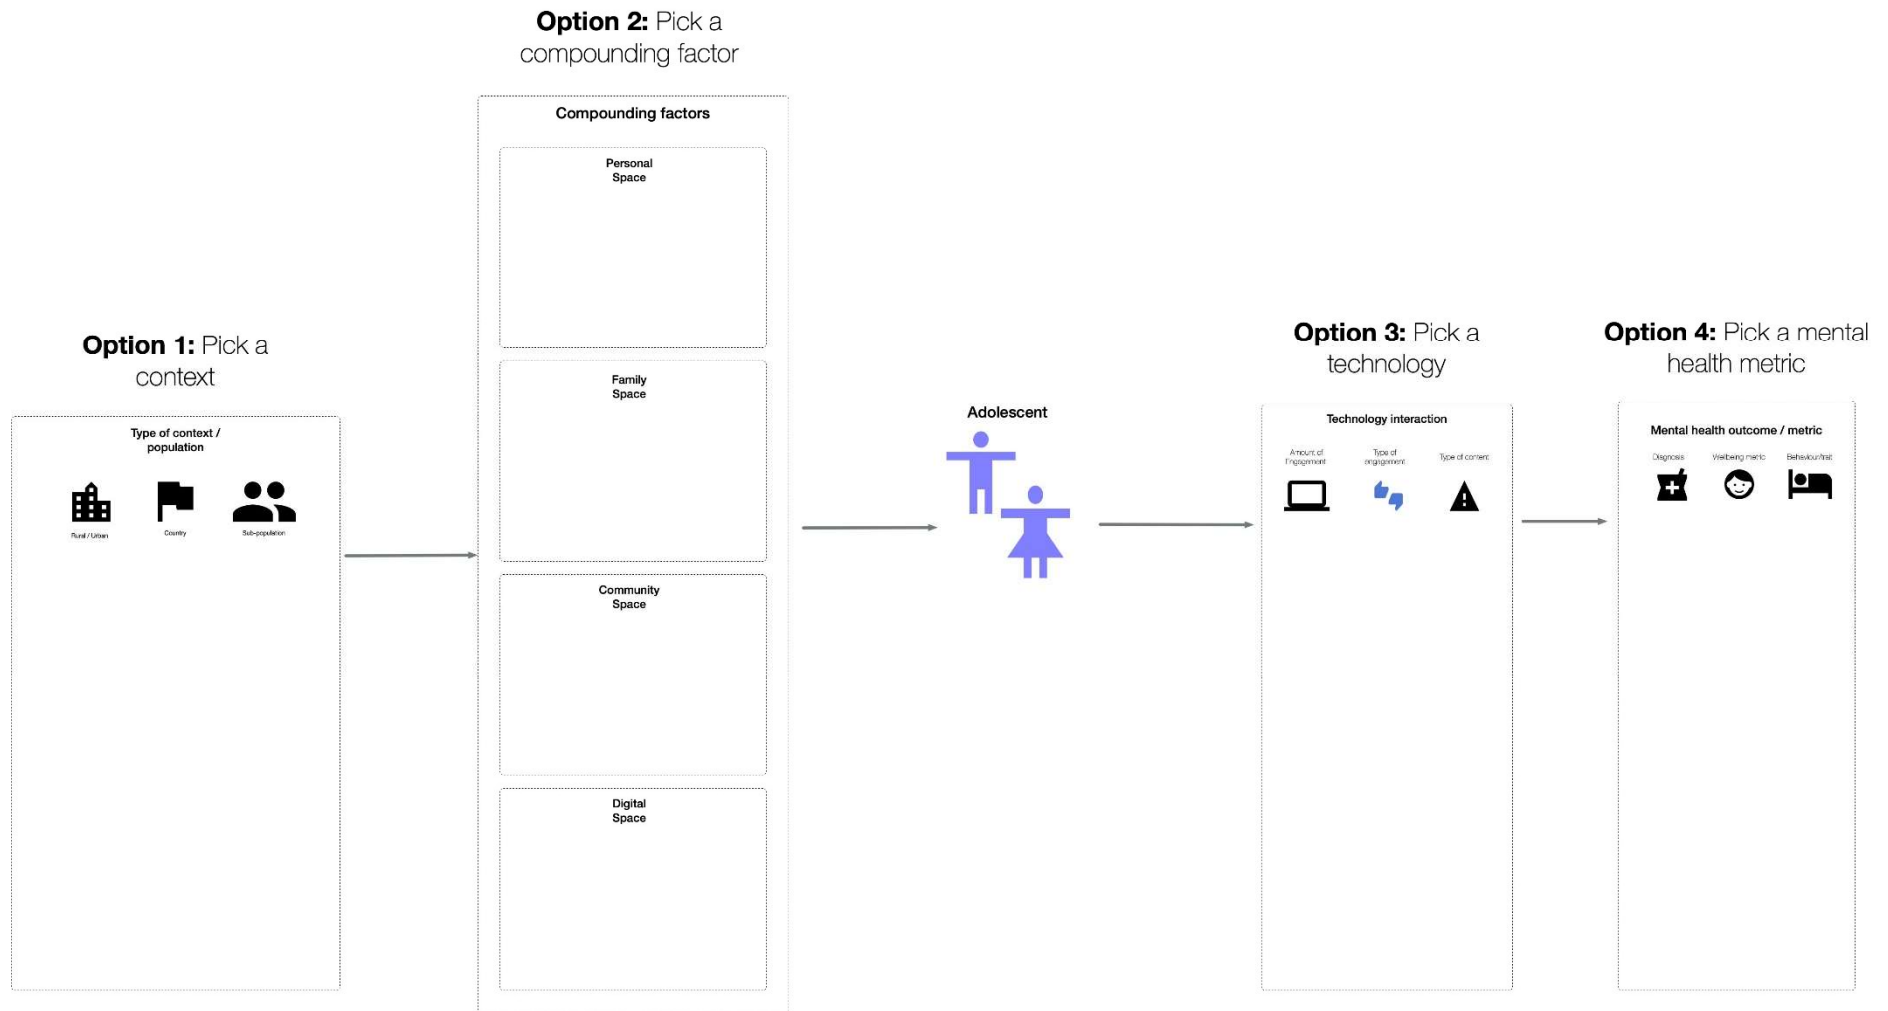 Option 2: Pick a
compounding factor
Compounding factors
Personal
Space
Family
Space
Community
Space
Digital
Space
Option 1: Pick a
context
Type of context /
population
Rural / Urban
Country
Sub-population
Adolescent
Option 3: Pick a
technology
Technology interaction
Amount of
Engagement
Type of
engagement
Type of content
Option 4: Pick a mental
health metric
Mental health outcome / metric
Diagnosis
Wellbeing metric
Behaviour/trait